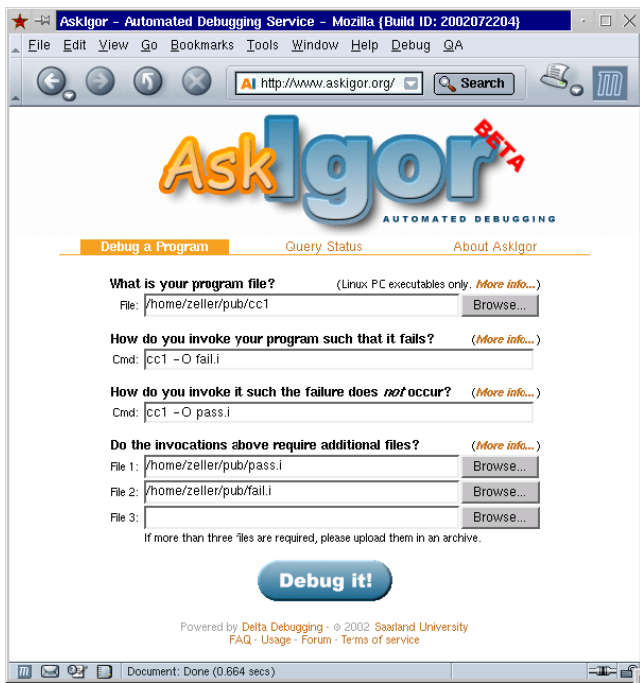 AskIgor - Automated Debugging Service - Mozilla {Build ID: 2002072204}
File Edit View Go Bookmarks Tools Window Help Debug QA
AI http://www.askigor.org/ Search m
AskIgor BETA
AUTOMATED DEBUGGING
Debug a Program Query Status About AskIgor
What is your program file? (Linux PC executables only. More info...)
File: /home/zeller/pub/cc1 Browse...
How do you invoke your program such that it fails? (More info...)
Cmd: cc1 -O fail.i
How do you invoke it such the failure does not occur? (More info...)
Cmd: cc1 -O pass.i
Do the invocations above require additional files? (More info...)
File 1: /home/zeller/pub/pass.i Browse...
File 2: /home/zeller/pub/fail.i Browse...
File 3: Browse...
If more than three files are required, please upload them in an archive.
Debug it!
Powered by Delta Debugging - © 2002 Saarland University
FAQ - Usage - Forum - Terms of service
m Document: Done (0.664 secs)